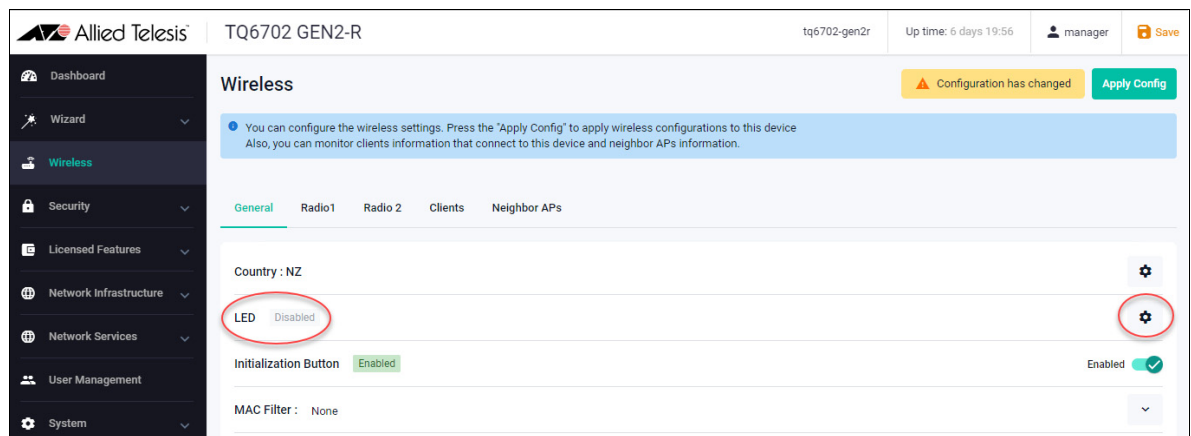 Allied Telesis
TQ6702 GEN2-R
tq6702-gen2r
Up time: 6 days 19:56
manager
Save
Dashboard
Wizard
Wireless
Security
Licensed Features
Network Infrastructure
Network Services
User Management
System
Wireless
Configuration has changed
Apply Config
You can configure the wireless settings. Press the "Apply Config" to apply wireless configurations to this device
Also, you can monitor clients information that connect to this device and neighbor APs information.
General Radio1 Radio 2 Clients Neighbor APs
Country : NZ
LED Disabled
Initialization Button Enabled Enabled
MAC Filter : None